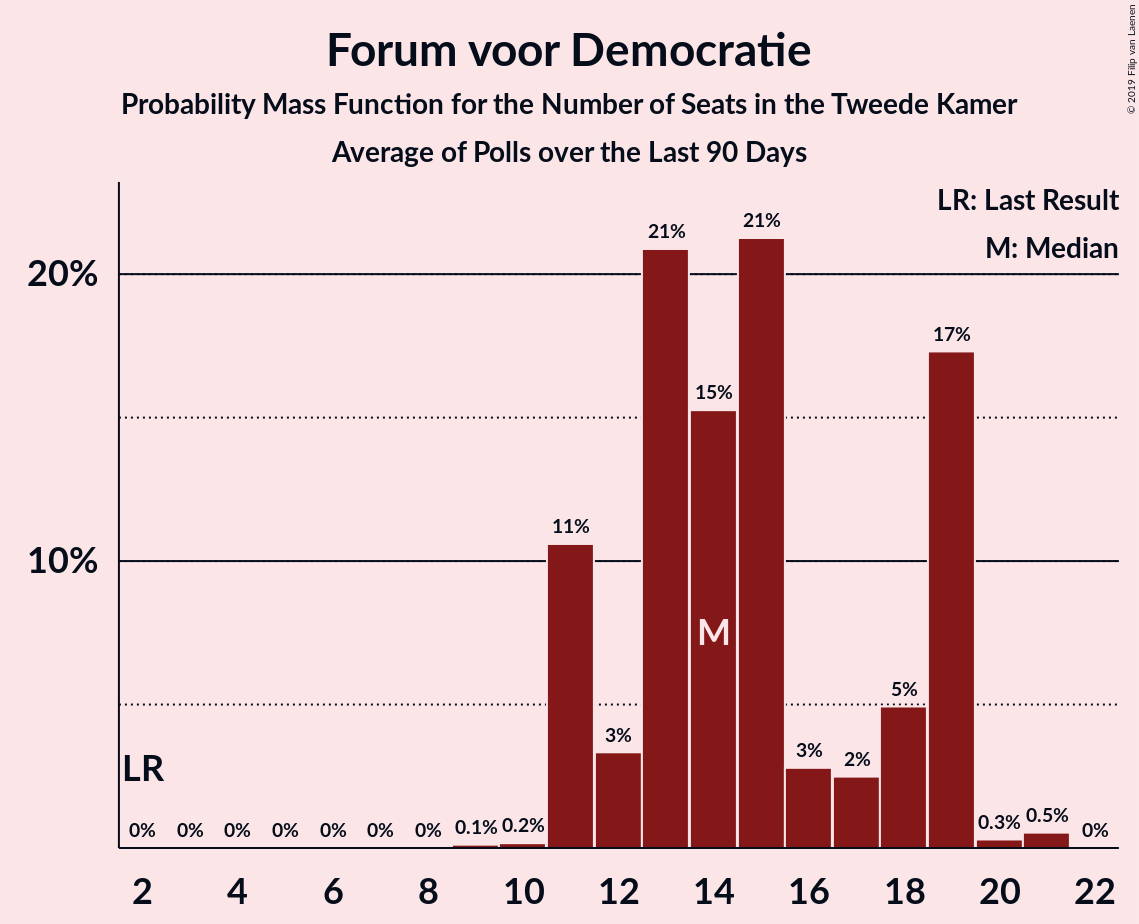 Forum voor Democratie
Probability Mass Function for the Number of Seats in the Tweede Kamer
Average of Polls over the Last 90 Days
© 2019 Filip van Laenen
LR: Last Result
M: Median
20%
10%
21%
21%
17%
15%
11%
M
5%
3%
3%
2%
LR
0% 0% 0% 0% 0% 0% 0% 0.1% 0.2% 0.3% 0.5% 0%
2 4 6 8 10 12 14 16 18 20 22